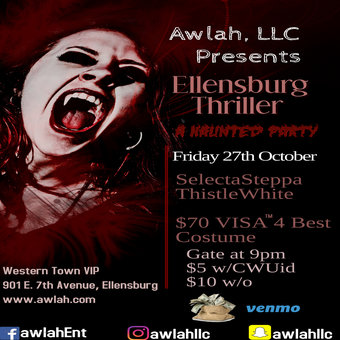 Awlah, LLC
Presents
Ellensburg
Thriller
A HAUNTED PARTY
Friday 27th October
SelectaSteppa
ThistleWhite
$70 VISA™ 4 Best
Costume
Gate at 9pm
$5 w/CWUid
$10 w/o
Western Town VIP
901 E. 7th Avenue, Ellensburg
www.awlah.com
venmo
f awlahEnt
awlahllc
awlahllc